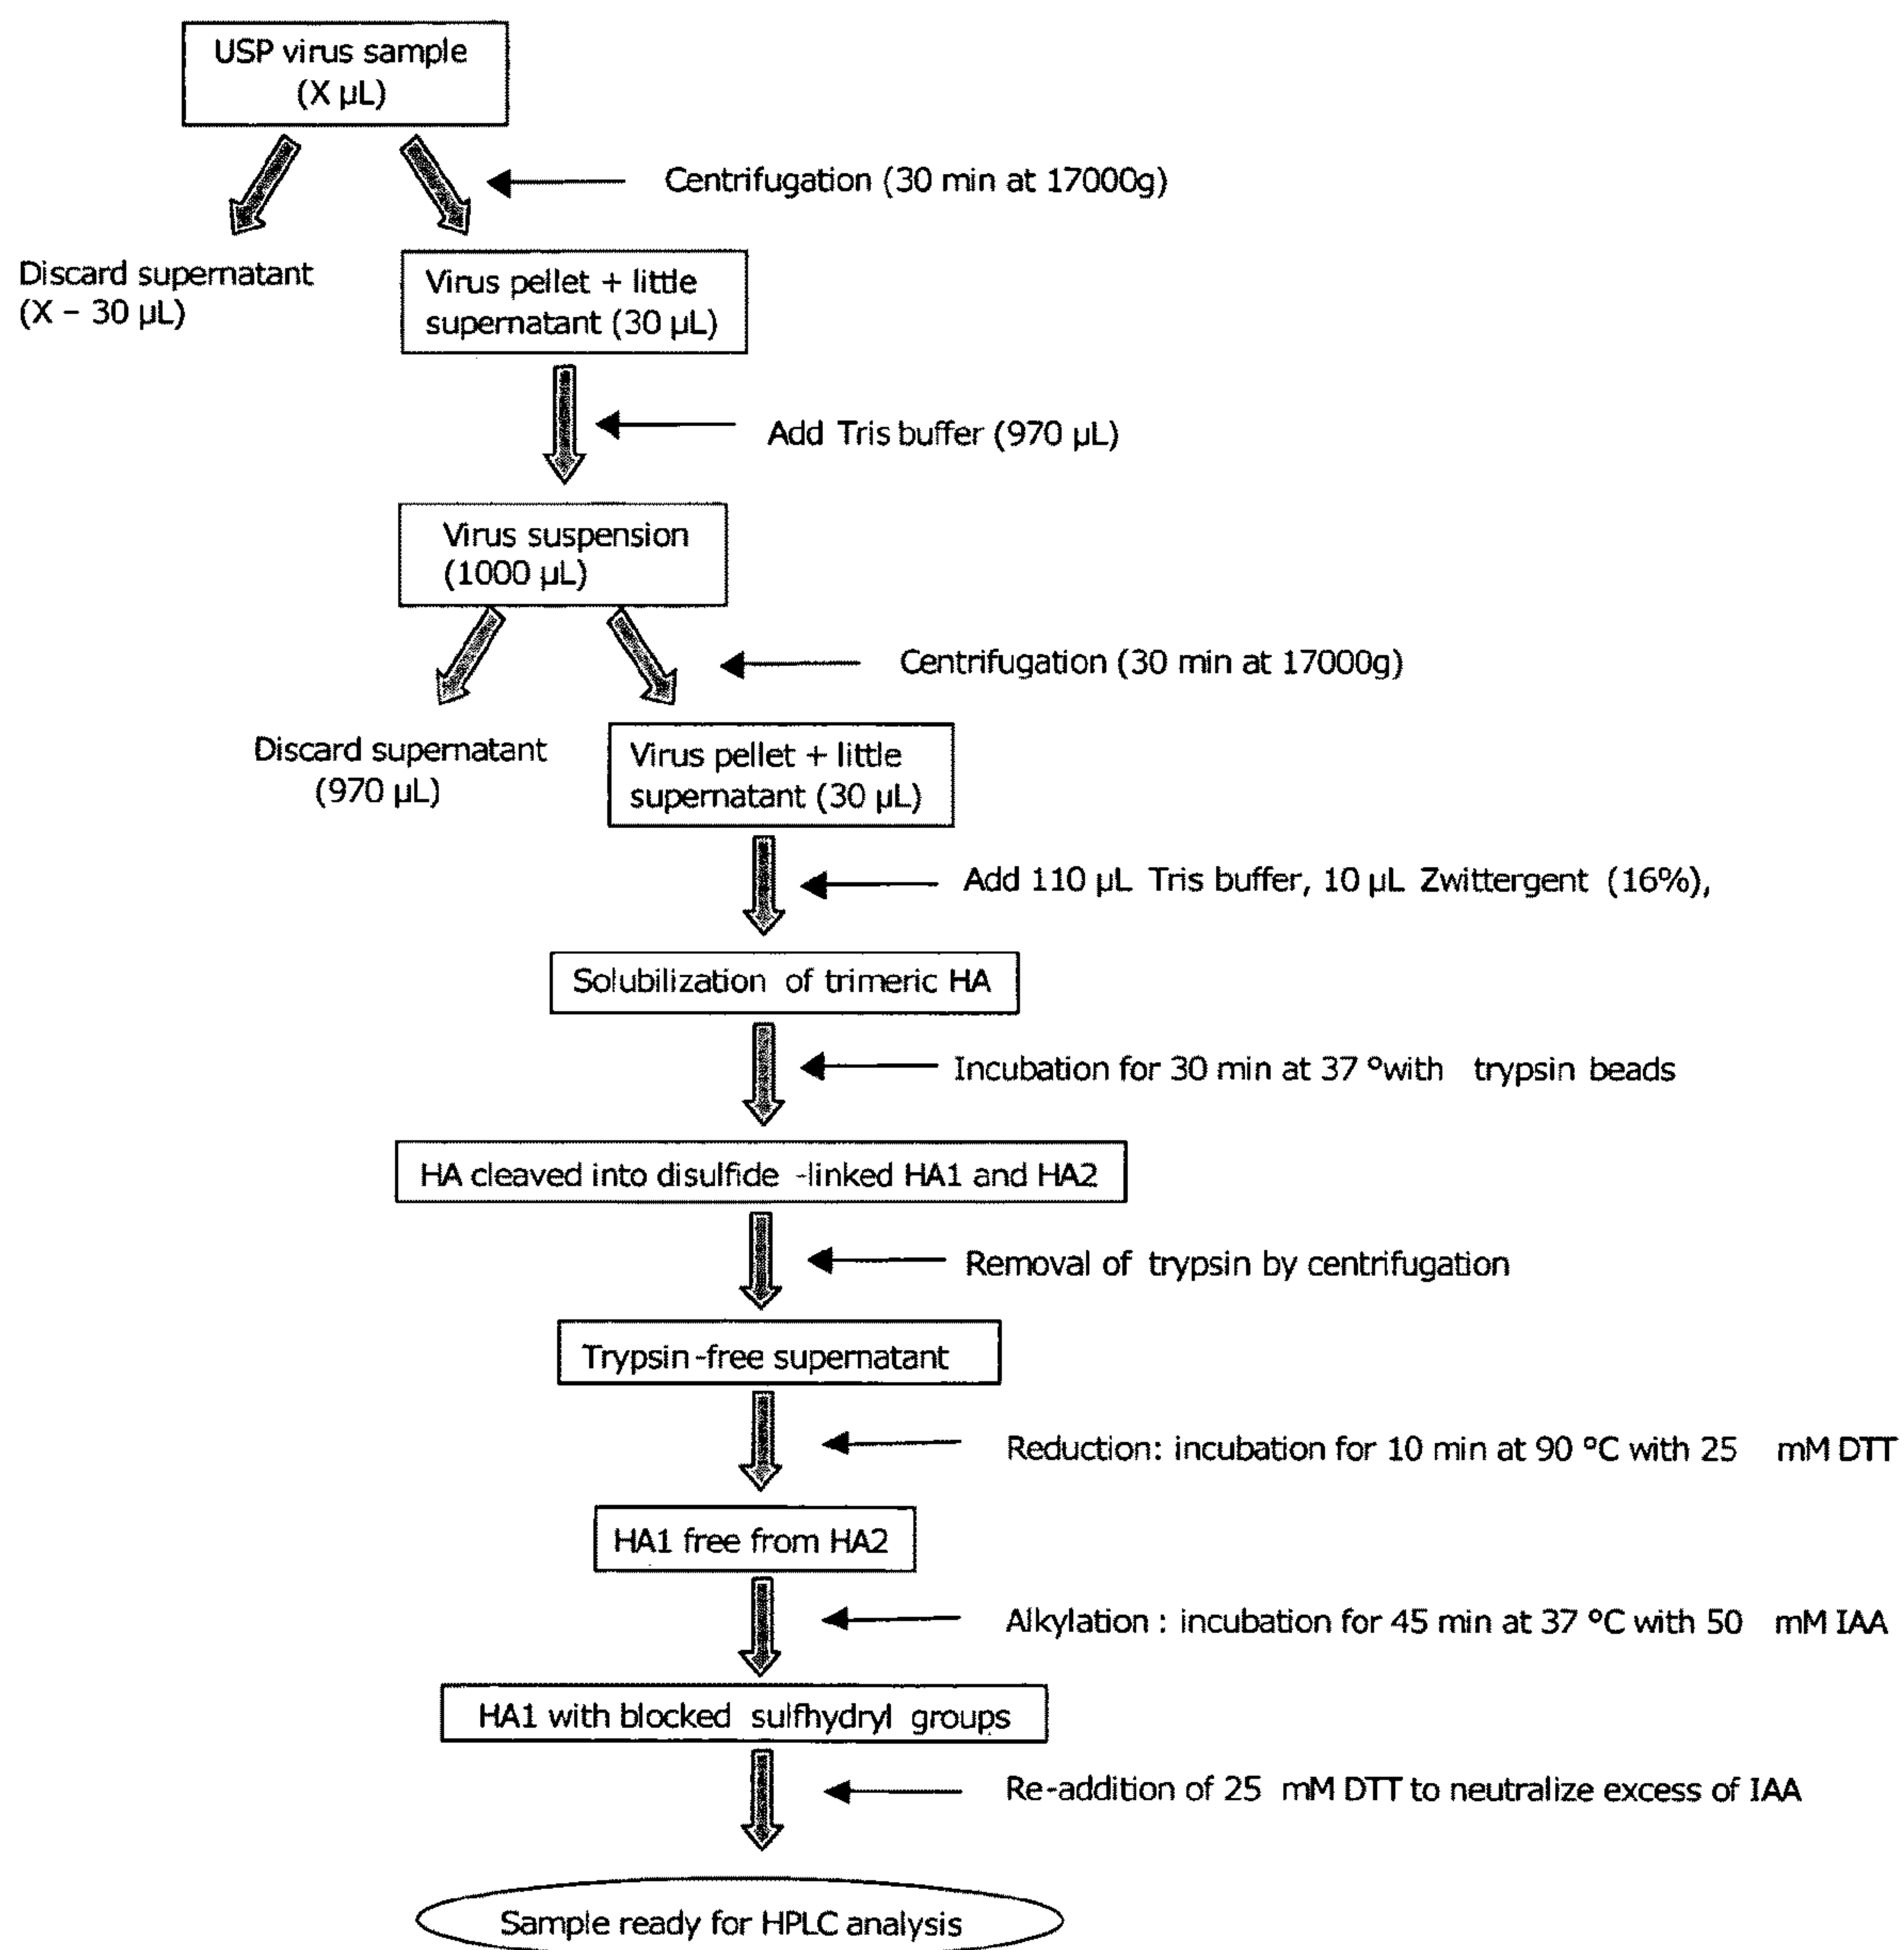 USP virus sample
(X µL)
Centrifugation (30 min at 17000g)
Discard supernatant
(X – 30 µL)
Virus pellet + little
supernatant (30 µL)
Add Tris buffer (970 µL)
Virus suspension
(1000 µL)
Centrifugation (30 min at 17000g)
Discard supernatant
(970 µL)
Virus pellet + little
supernatant (30 µL)
Add 110 µL Tris buffer, 10 µL Zwittergent (16%),
Solubilization of trimeric HA
Incubation for 30 min at 37 ºwith trypsin beads
HA cleaved into disulfide -linked HA1 and HA2
Removal of trypsin by centrifugation
Trypsin-free supernatant
Reduction: incubation for 10 min at 90 ºC with 25 mM DTT
HA1 free from HA2
Alkylation : incubation for 45 min at 37 ºC with 50 mM IAA
HA1 with blocked sulfhydryl groups
Re-addition of 25 mM DTT to neutralize excess of IAA
Sample ready for HPLC analysis